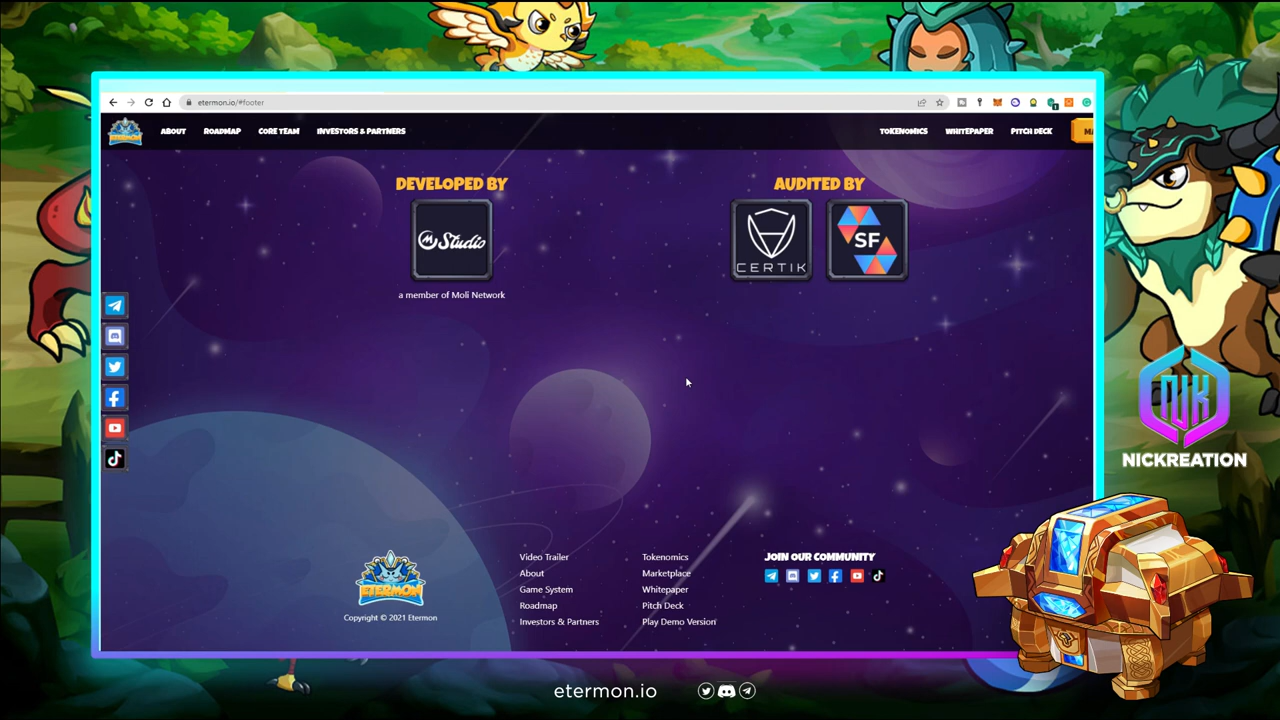 etermon.io/#footer
ETERMON
ABOUT ROADMAP CORE TEAM INVESTORS & PARTNERS TOKENOMICS WHITEPAPER PITCH DECK
DEVELOPED BY
Studio
a member of Moli Network
AUDITED BY
CERTIK
SF
NICKREATION
ETERMON
Copyright © 2021 Etermon
Video Trailer
About
Game System
Roadmap
Investors & Partners
Tokenomics
Marketplace
Whitepaper
Pitch Deck
Play Demo Version
JOIN OUR COMMUNITY
etermon.io